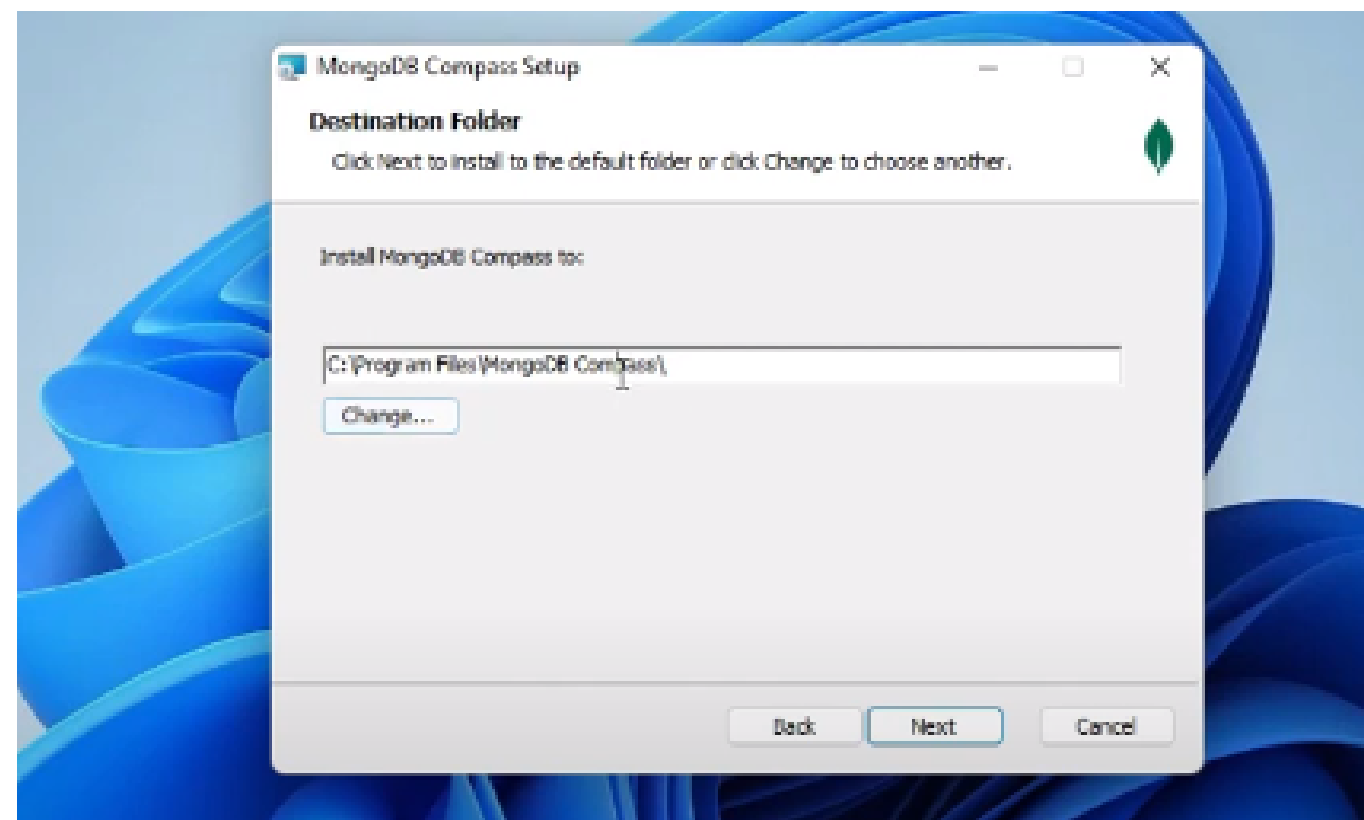 MongoDB Compass Setup
Destination Folder
Click Next to install to the default folder or click Change to choose another.
Install MongoDB Compass to:
C:\Program Files\MongoDB Compass\
Change...
Back Next Cancel